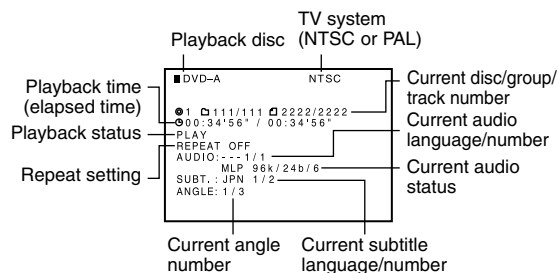 TV system
(NTSC or PAL)
Playback disc
DVD–A NTSC
Playback time
(elapsed time)
Playback status
Repeat setting
1 111/111 2222/2222
00:34'56" / 00:34'56"
PLAY
REPEAT OFF
AUDIO:- - - 1/1
MLP 96k/24b/6
SUBT.: JPN 1/2
ANGLE: 1/3
Current disc/group/
track number
Current audio
language/number
Current audio
status
Current angle
number
Current subtitle
language/number